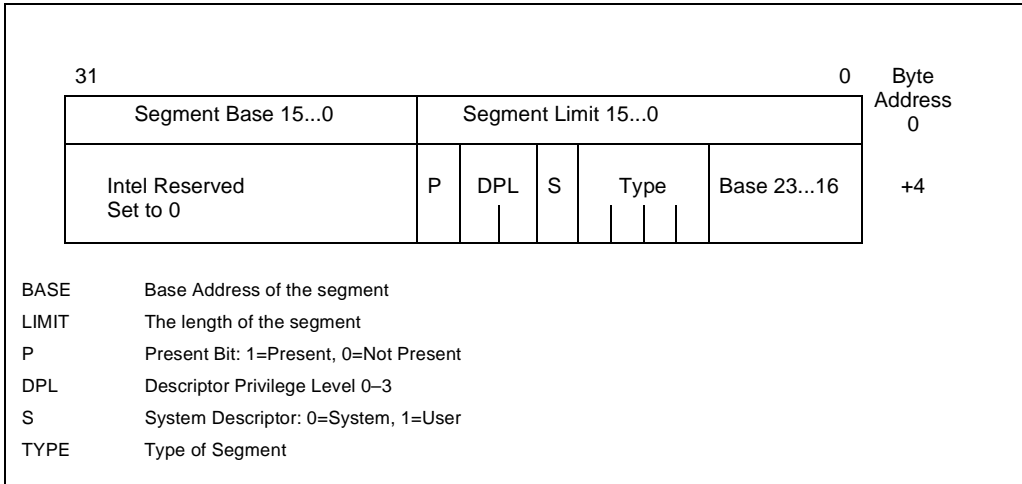 31 0 Byte
Address
0
Segment Base 15...0 Segment Limit 15...0
Intel Reserved
Set to 0
P DPL S Type Base 23...16 +4
BASE Base Address of the segment
LIMIT The length of the segment
P Present Bit: 1=Present, 0=Not Present
DPL Descriptor Privilege Level 0–3
S System Descriptor: 0=System, 1=User
TYPE Type of Segment